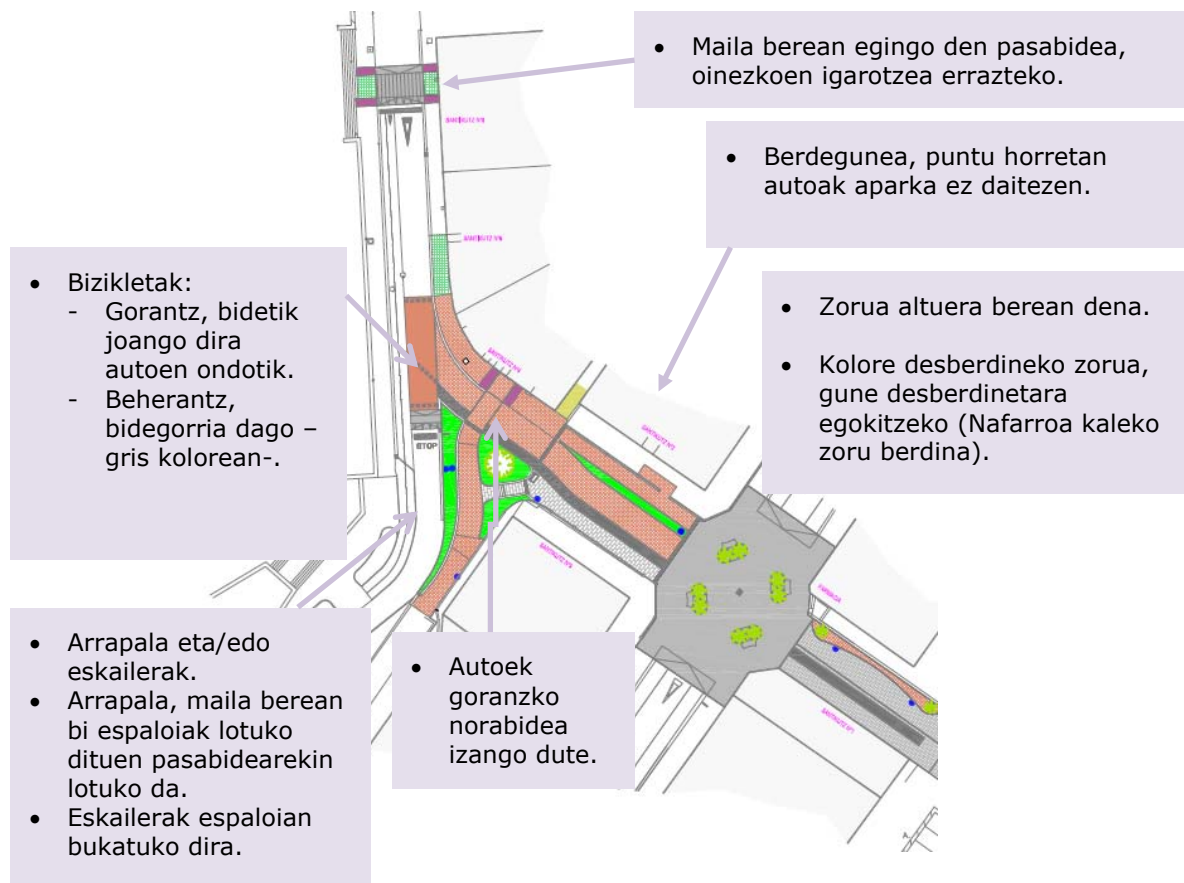 • Maila berean egingo den pasabidea,
oinezkoen igarotzea errazteko.
• Berdegunea, puntu horretan
autoak aparka ez daitezen.
• Bizikletak:
- Gorantz, bidetik
joango dira
autoen ondotik.
- Beherantz,
bidegorria dago –
gris kolorean-.
• Zorua altuera berean dena.
• Kolore desberdineko zorua,
gune desberdinetara
egokitzeko (Nafarroa kaleko
zoru berdina).
ETOP
• Arrapala eta/edo
eskailerak.
• Arrapala, maila berean
bi espaloiak lotuko
dituen pasabidearekin
lotuko da.
• Eskailerak espaloian
bukatuko dira.
• Autoek
goranzko
norabidea
izango dute.